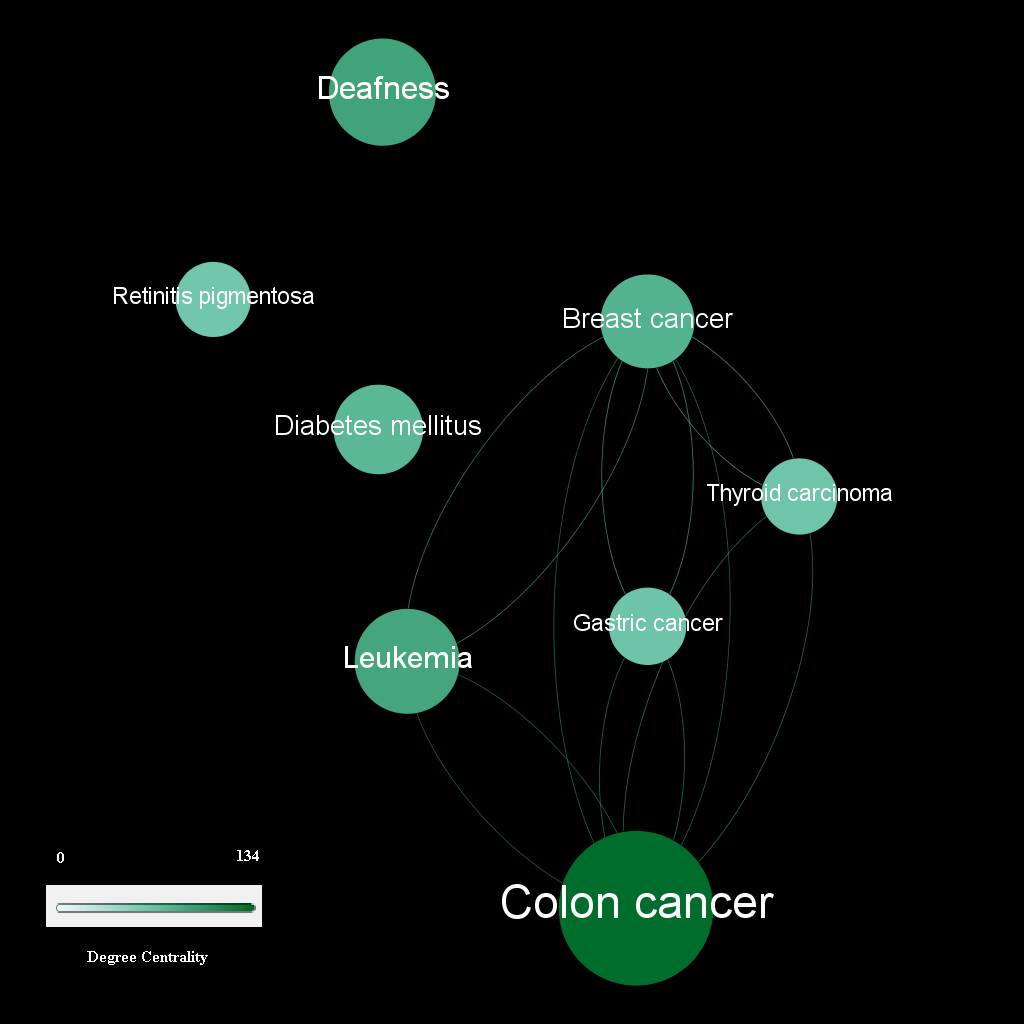 Deafness
Retinitis pigmentosa
Breast cancer
Diabetes mellitus
Thyroid carcinoma
Gastric cancer
Leukemia
Colon cancer
0 134
Degree Centrality